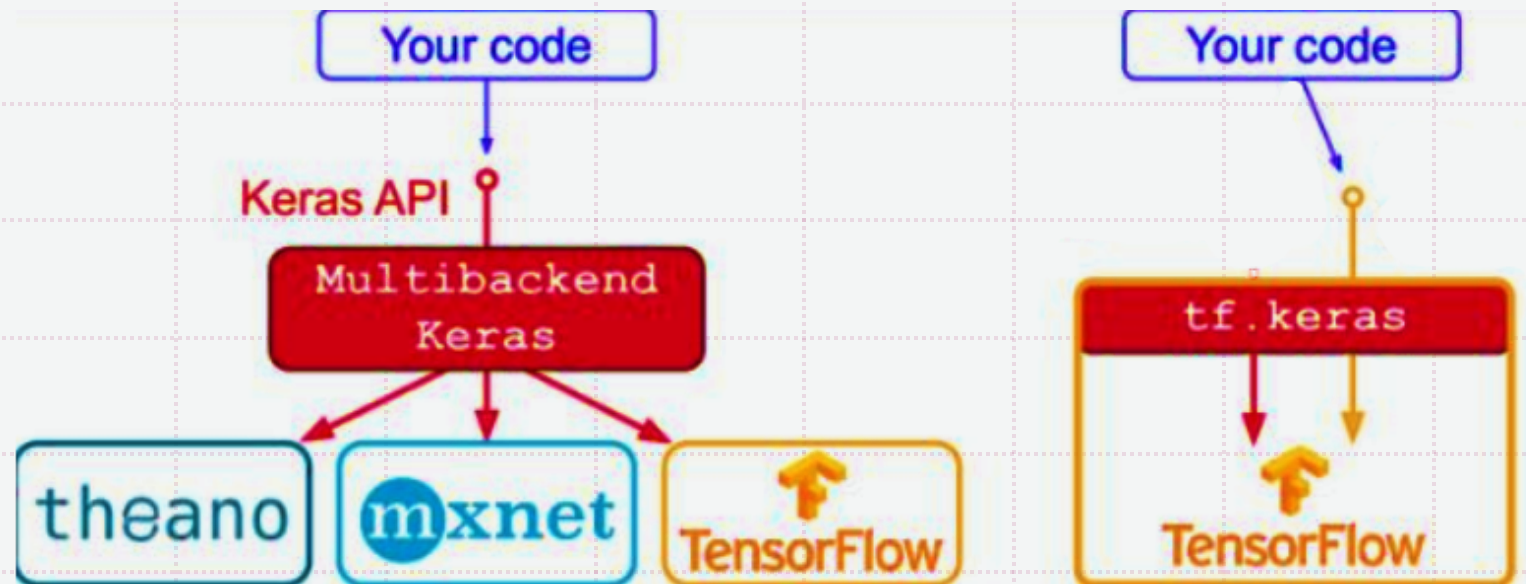 Your code
Keras API
Multibackend
Keras
theano
mxnet
TensorFlow
Your code
tf.keras
TensorFlow